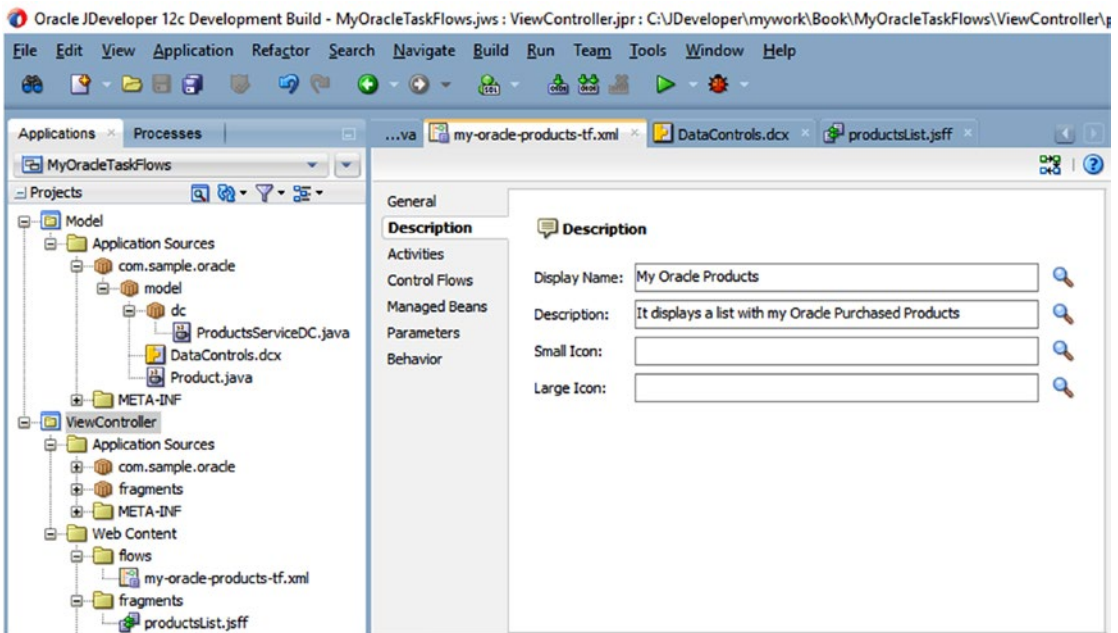 Oracle JDeveloper 12c Development Build - MyOracleTaskFlows.jws : ViewController.jpr : C:\JDeveloper\mywork\Book\MyOracleTaskFlows\ViewController\p
File Edit View Application Refactor Search Navigate Build Run Team Tools Window Help
Applications Processes
...va my-oracle-products-tf.xml DataControls.dcx productsList.jsff
MyOracleTaskFlows
Projects
General
Description
Activities
Control Flows
Managed Beans
Parameters
Behavior
Description
Display Name: My Oracle Products
Description: It displays a list with my Oracle Purchased Products
Small Icon:
Large Icon:
Model
Application Sources
com.sample.oracle
model
dc
ProductsServiceDC.java
DataControls.dcx
Product.java
META-INF
ViewController
Application Sources
com.sample.oracle
fragments
META-INF
Web Content
flows
my-oracle-products-tf.xml
fragments
productsList.jsff